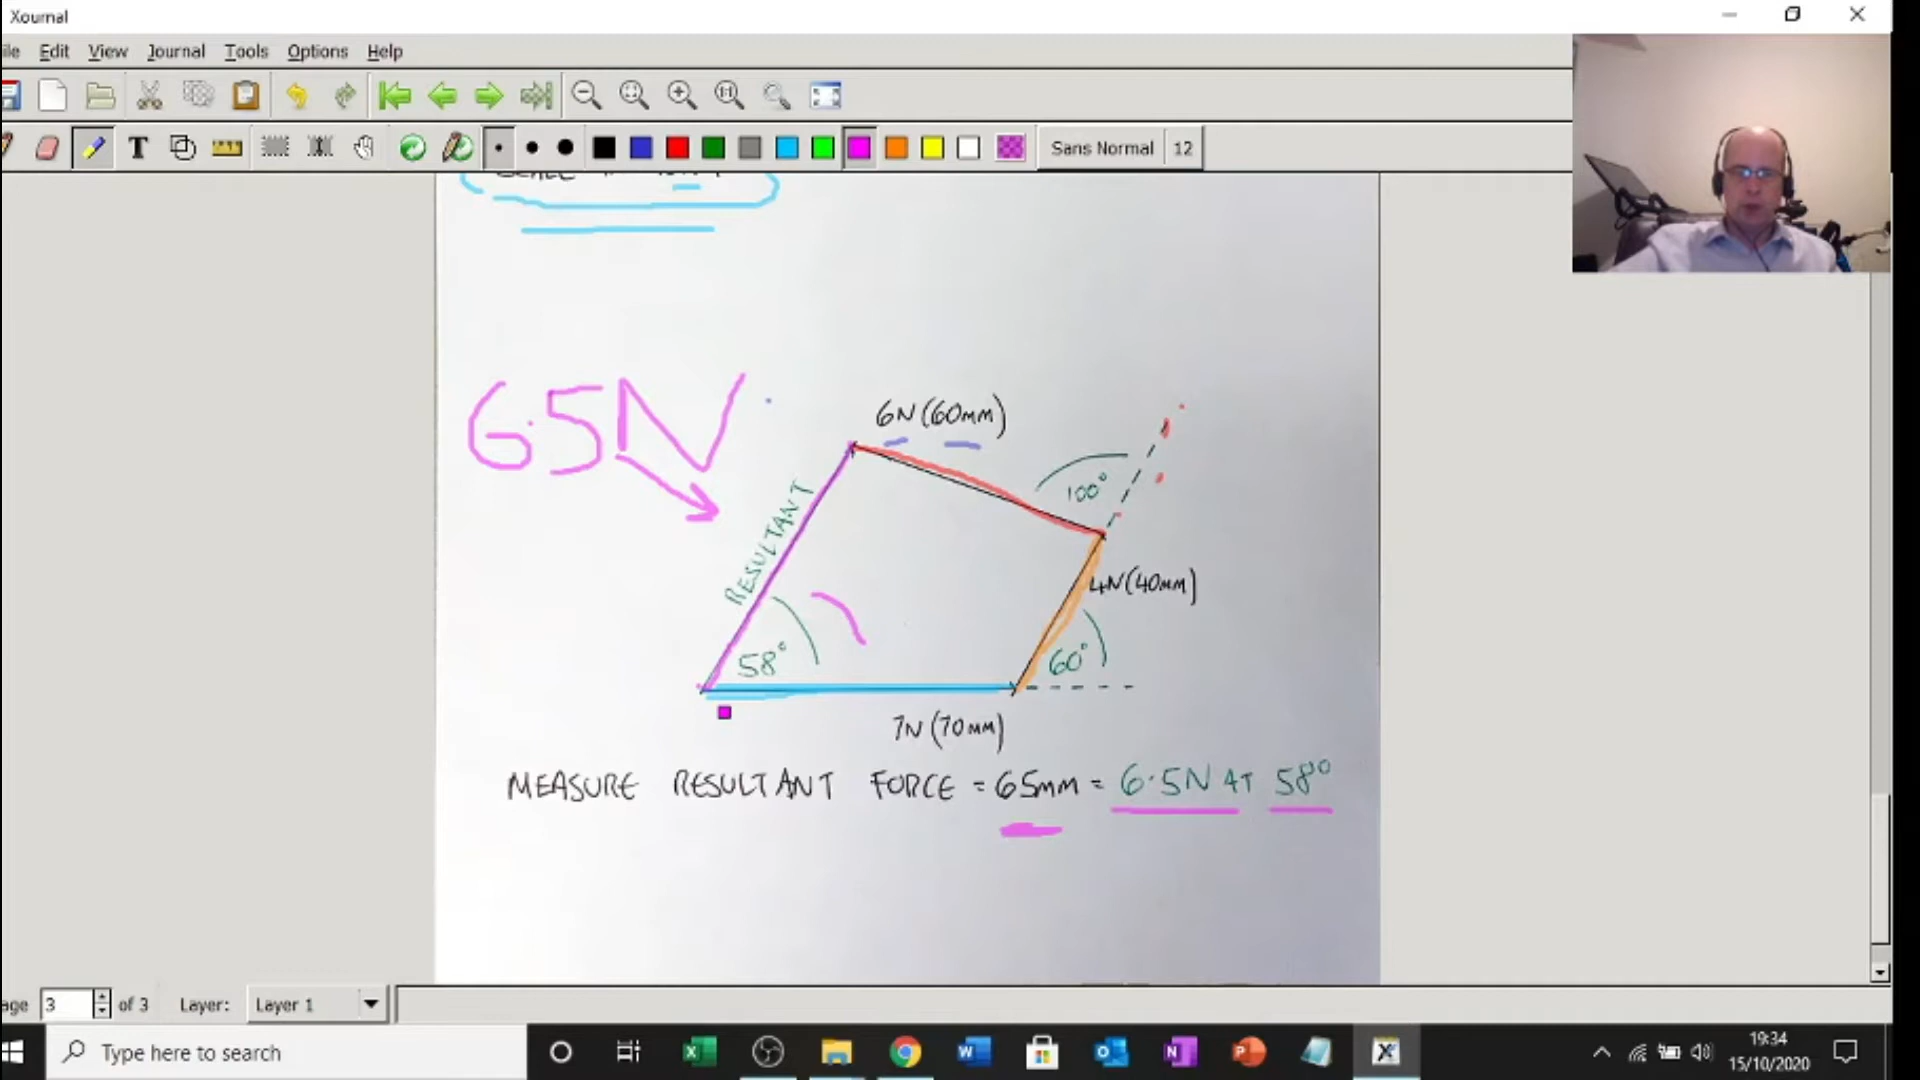 Xournal
Edit View Journal Tools Options Help
T
Sans Normal 12
6.5N
6N (60mm)
100°
RESULTANT
4N (40mm)
58°
60°
7N (70mm)
MEASURE RESULTANT FORCE = 65mm = 6.5N AT 58°
3 of 3 Layer: Layer 1
Type here to search
19:34
15/10/2020